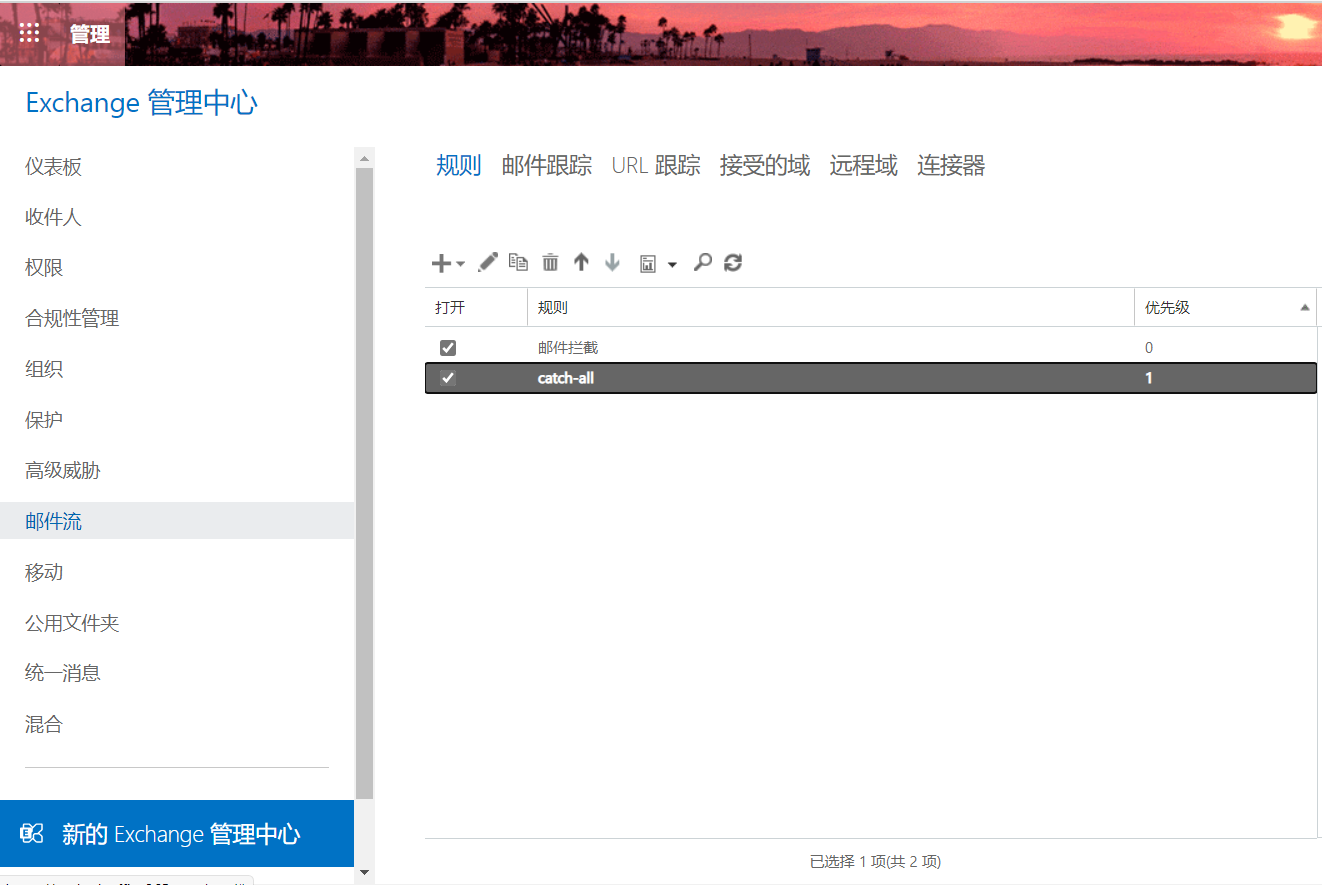 管理
Exchange 管理中心
仪表板
收件人
权限
合规性管理
组织
保护
高级威胁
邮件流
移动
公用文件夹
统一消息
混合
新的 Exchange 管理中心
规则 邮件跟踪 URL 跟踪 接受的域 远程域 连接器
打开 规则 优先级
邮件拦截 0
catch-all 1
已选择 1 项(共 2 项)